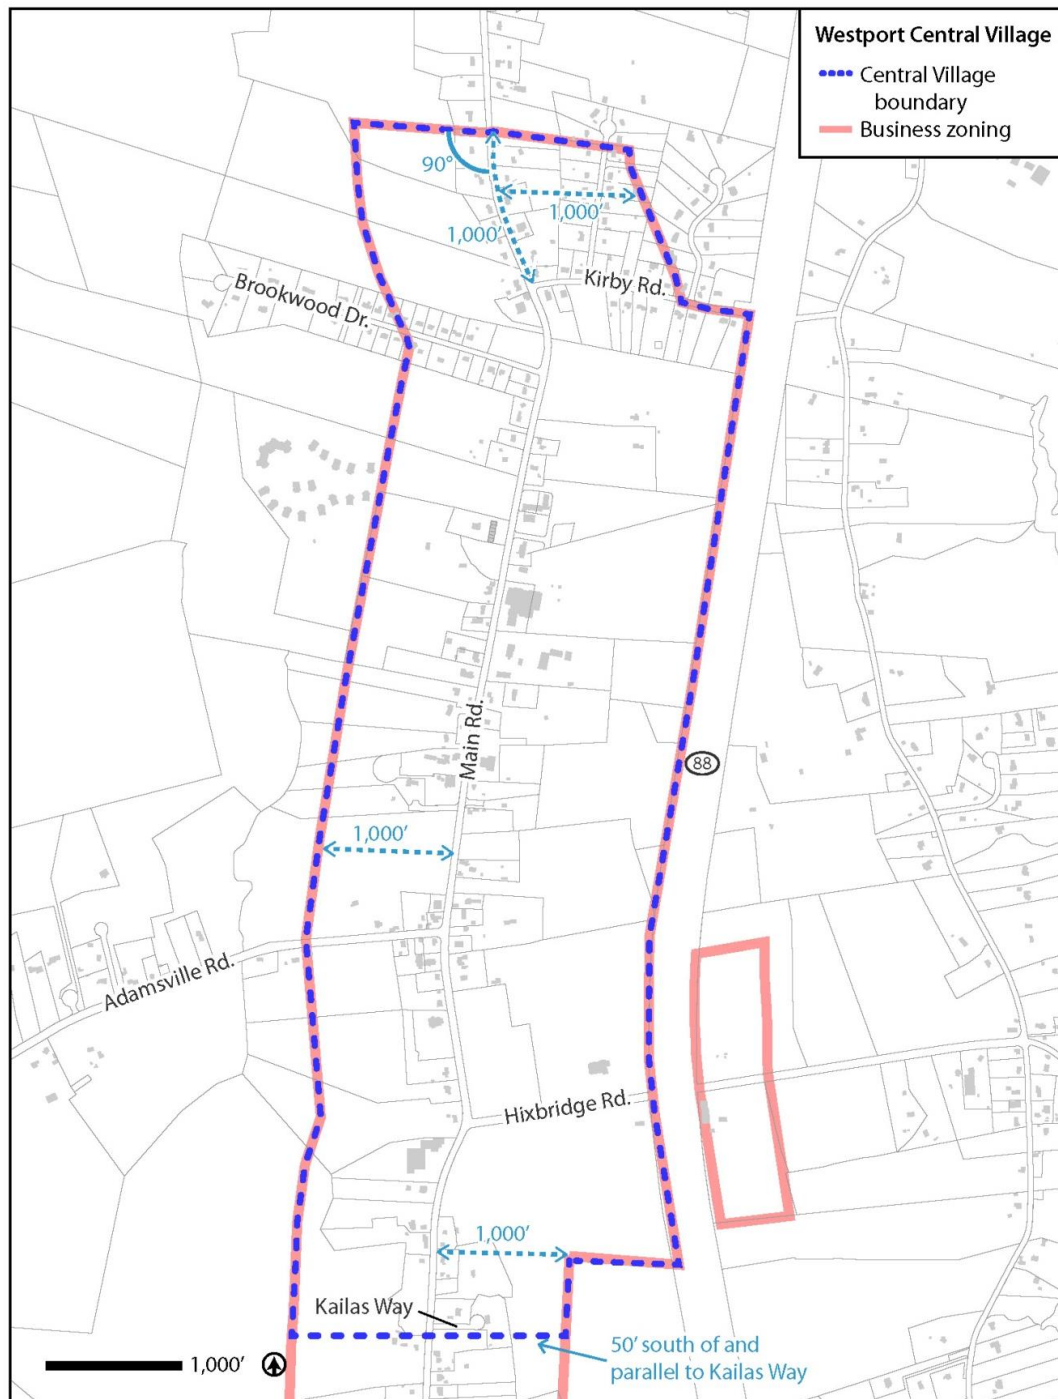 Westport Central Village
Central Village
boundary
Business zoning
90°
1,000’
1,000’
Kirby Rd.
Brookwood Dr.
Main Rd.
88
1,000’
Adamsville Rd.
Hixbridge Rd.
1,000’
Kailas Way
50’ south of and
parallel to Kailas Way
1,000’